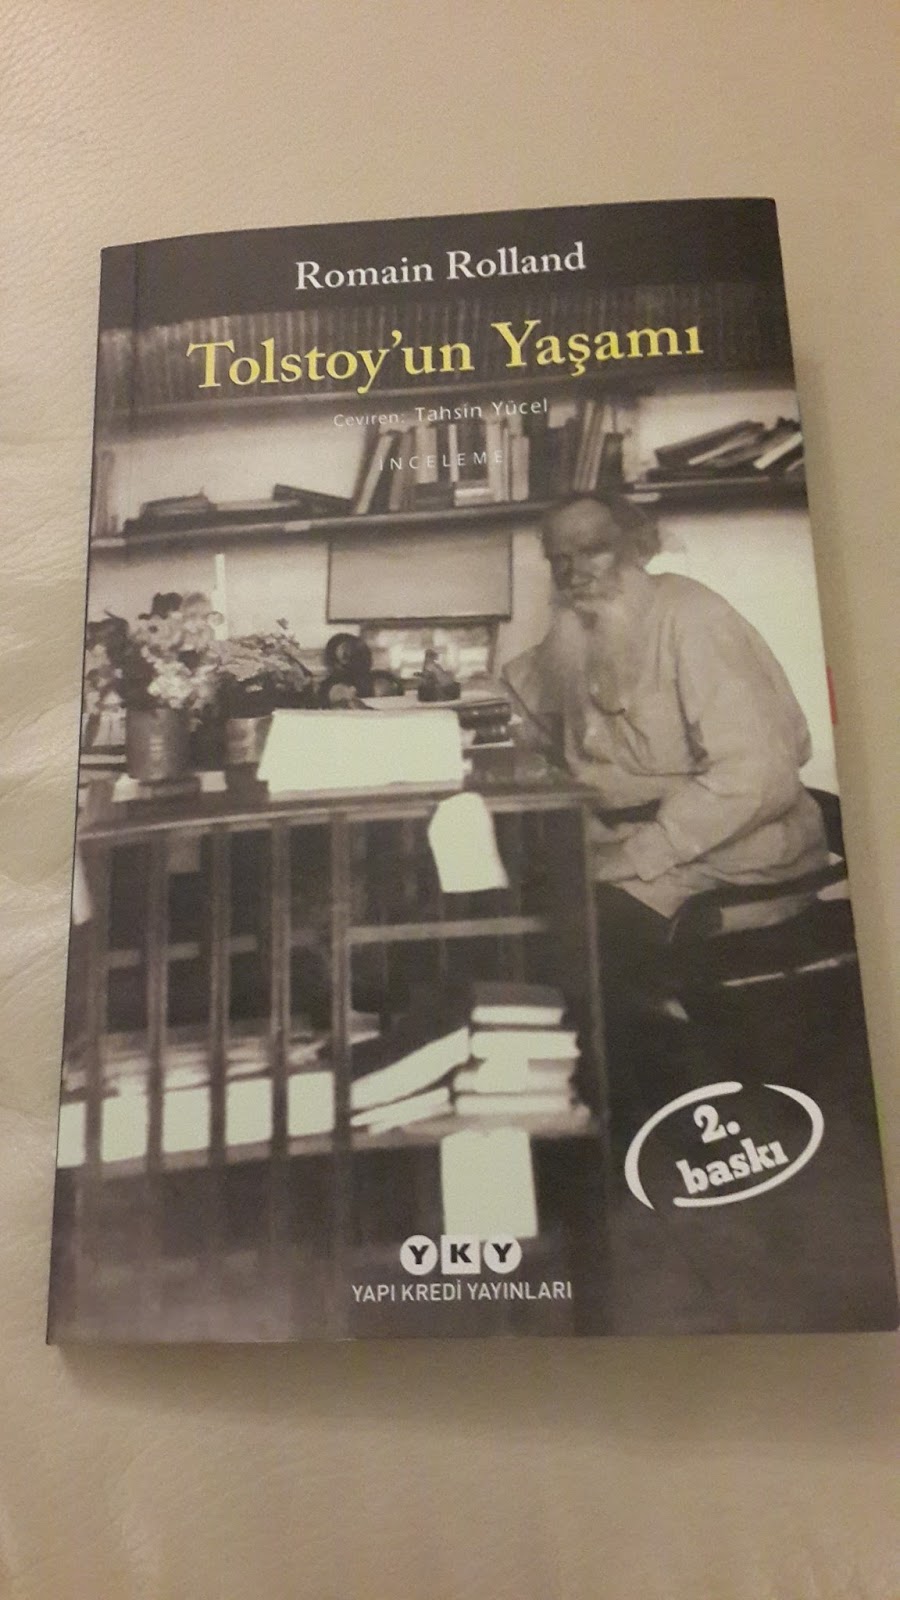 Romain Rolland
Tolstoy'un Yaşamı
Çeviren: Tahsin Yücel
İNCELEME
2.
baskı
YKY
YAPI KREDİ YAYINLARI